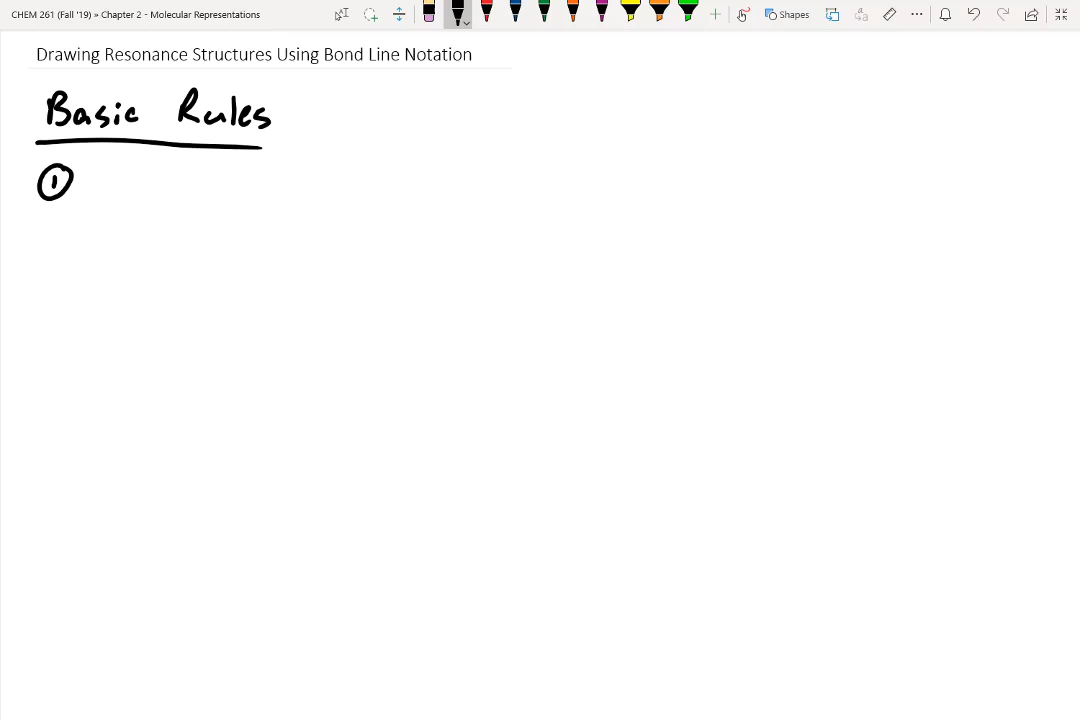 CHEM 261 (Fall '19) » Chapter 2 - Molecular Representations
Shapes
Drawing Resonance Structures Using Bond Line Notation
Basic Rules
①